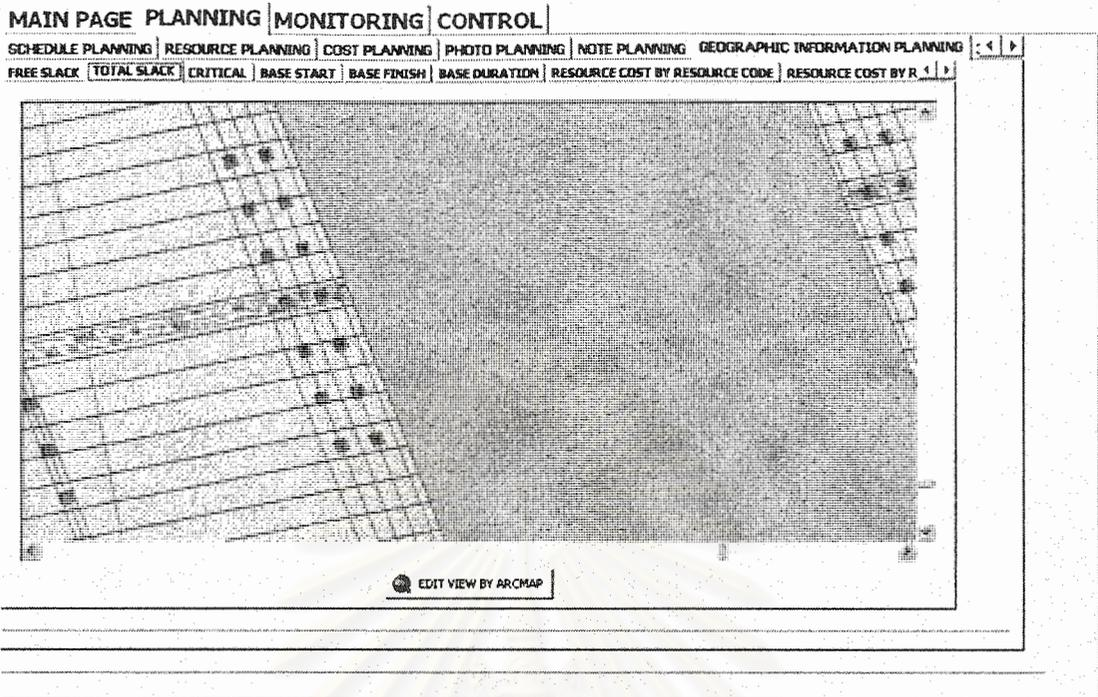 MAIN PAGE PLANNING MONITORING CONTROL
SCHEDULE PLANNING RESOURCE PLANNING COST PLANNING PHOTO PLANNING NOTE PLANNING GEOGRAPHIC INFORMATION PLANNING
FREE SLACK TOTAL SLACK CRITICAL BASE START BASE FINISH BASE DURATION RESOURCE COST BY RESOURCE CODE RESOURCE COST BY R
EDIT VIEW BY ARCMAP